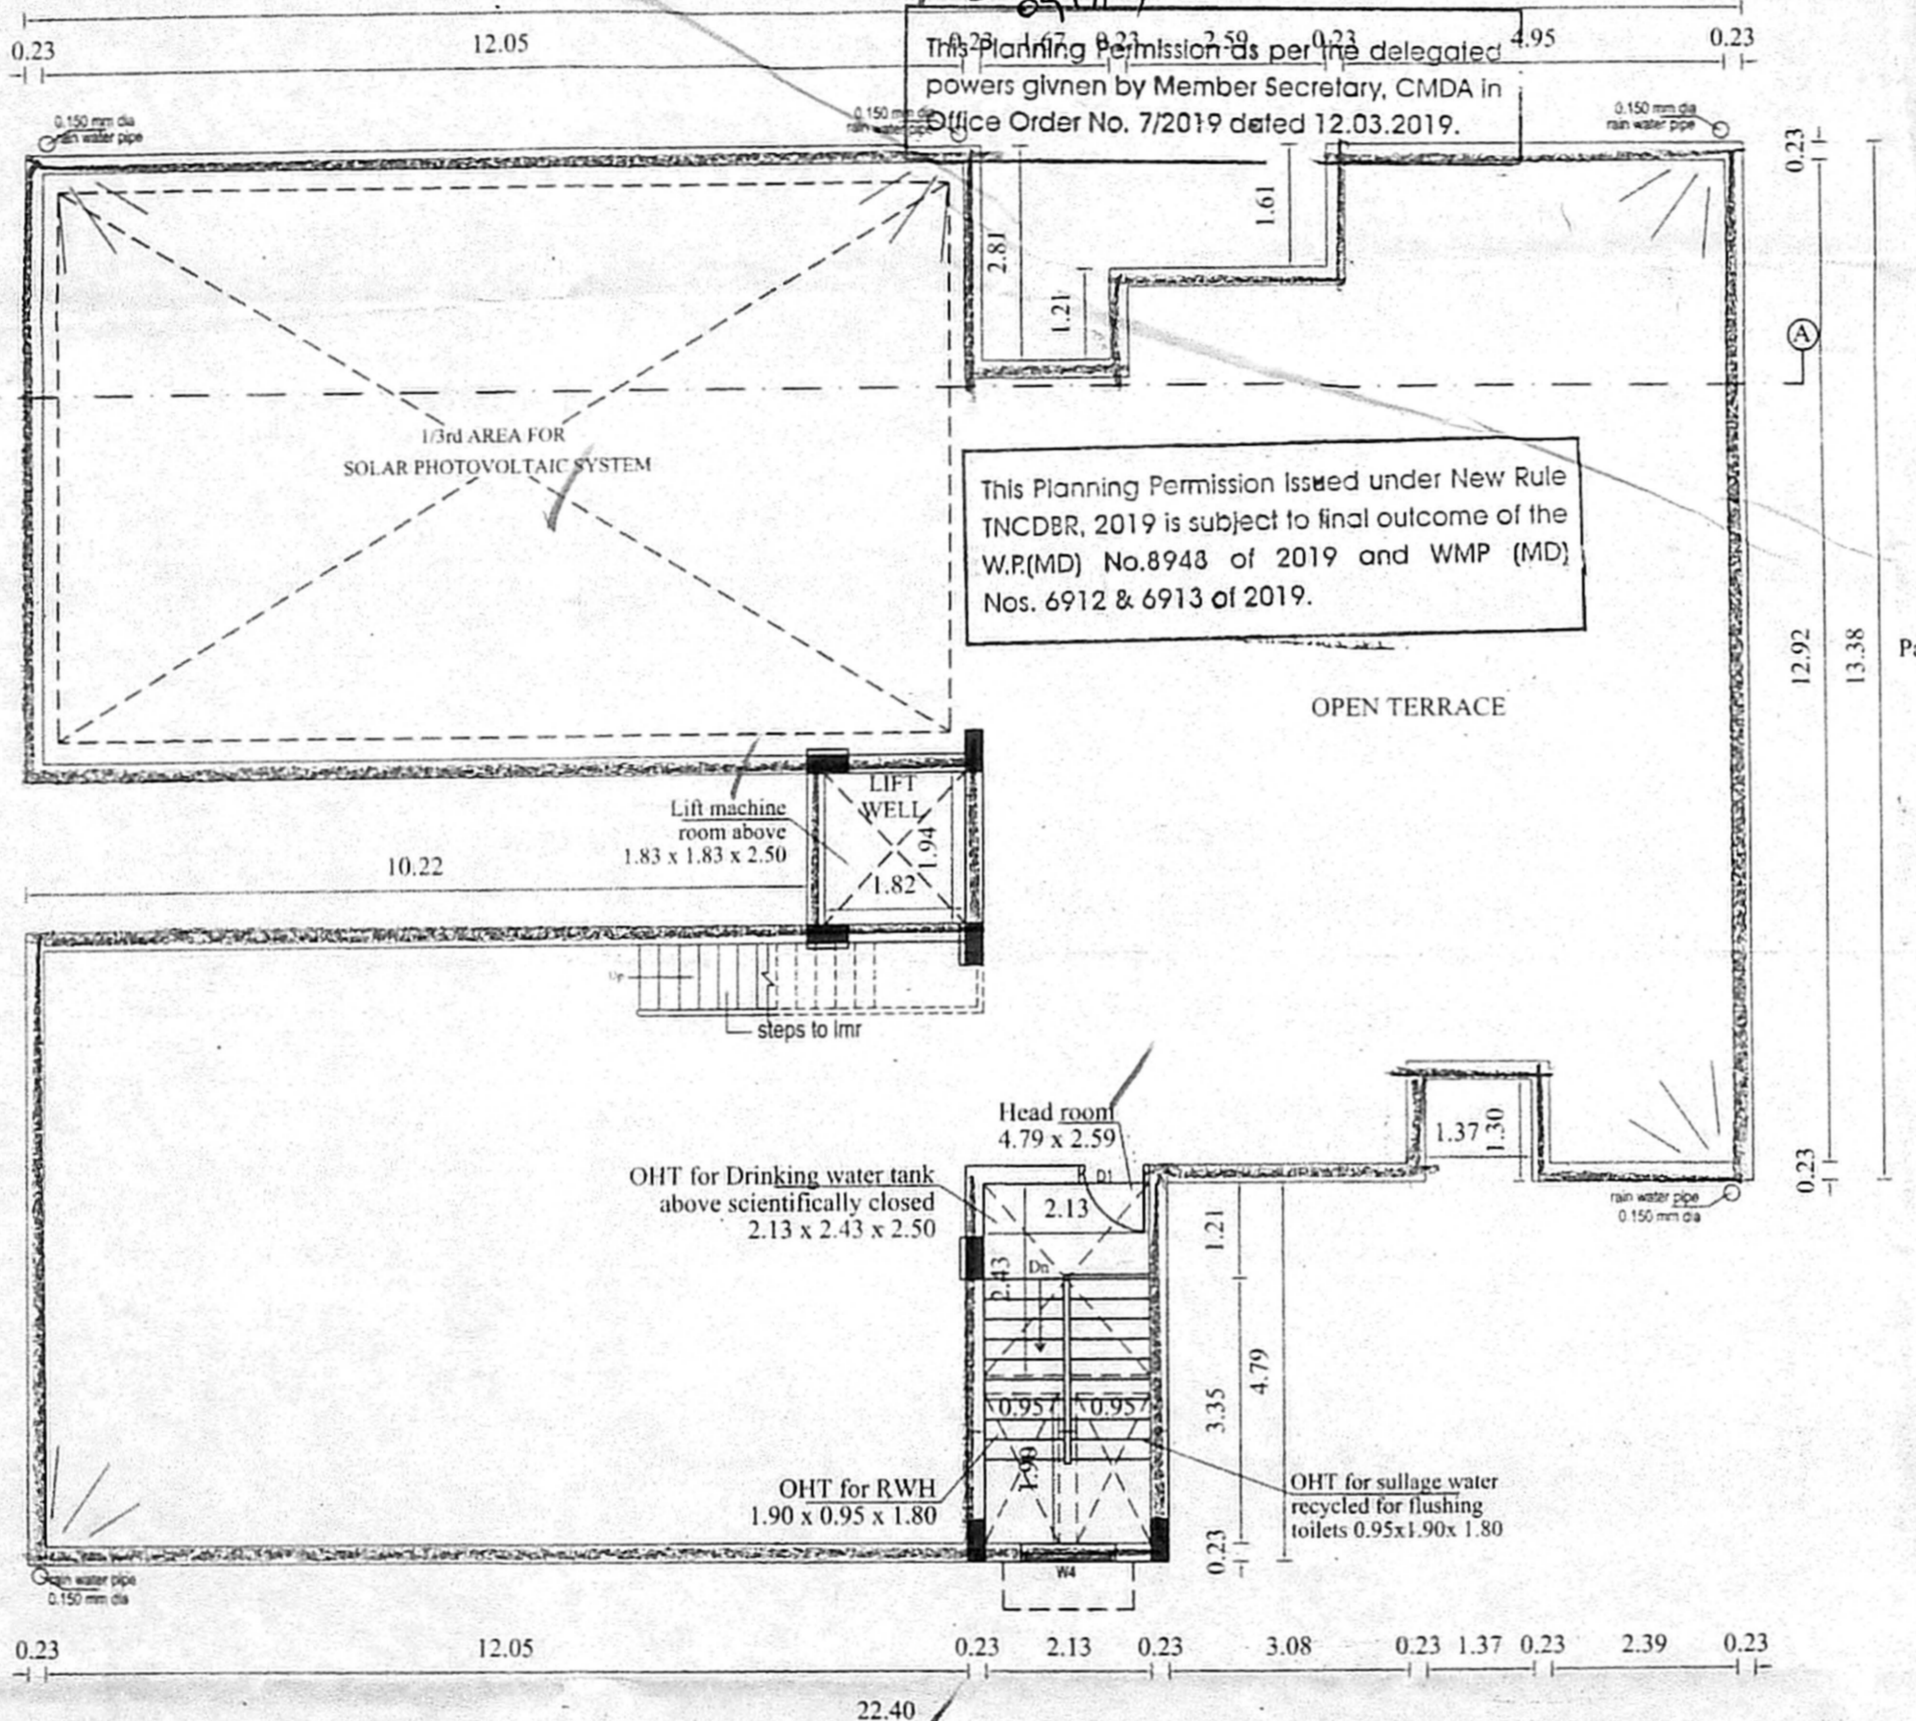 0.23 12.05 0.23 1.67 0.23 2.59 0.23 4.95 0.23
This Planning Permission as per the delegated
powers givnen by Member Secretary, CMDA in
Office Order No. 7/2019 dated 12.03.2019.
0.150 mm dia
rain water pipe
0.150 mm dia
rain water pipe
0.150 mm dia
rain water pipe
0.23
1.61
2.81
1.21
A
1/3rd AREA FOR
SOLAR PHOTOVOLTAIC SYSTEM
This Planning Permission issued under New Rule
TNCDBR, 2019 is subject to final outcome of the
W.P.(MD) No.8948 of 2019 and WMP (MD)
Nos. 6912 & 6913 of 2019.
12.92
13.38
OPEN TERRACE
LIFT
WELL
1.94
1.82
Lift machine
room above
1.83 x 1.83 x 2.50
10.22
Up
steps to lmr
Head room
4.79 x 2.59
1.37
1.30
OHT for Drinking water tank
above scientifically closed
2.13 x 2.43 x 2.50
D1
2.13
Dn
2.43
0.23
rain water pipe
0.150 mm dia
1.21
4.79
3.35
0.95 0.95
1.90
OHT for RWH
1.90 x 0.95 x 1.80
OHT for sullage water
recycled for flushing
toilets 0.95x1.90x 1.80
0.23
W4
rain water pipe
0.150 mm dia
0.23 12.05 0.23 2.13 0.23 3.08 0.23 1.37 0.23 2.39 0.23
22.40